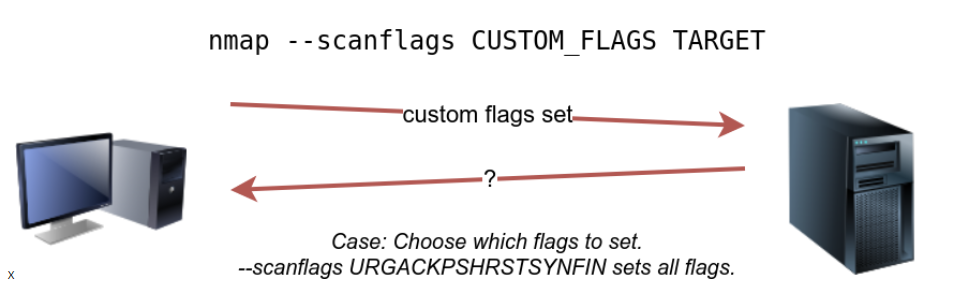 nmap --scanflags CUSTOM_FLAGS TARGET
custom flags set
?
Case: Choose which flags to set.
--scanflags URGACKPSHRSTSYNFIN sets all flags.
x